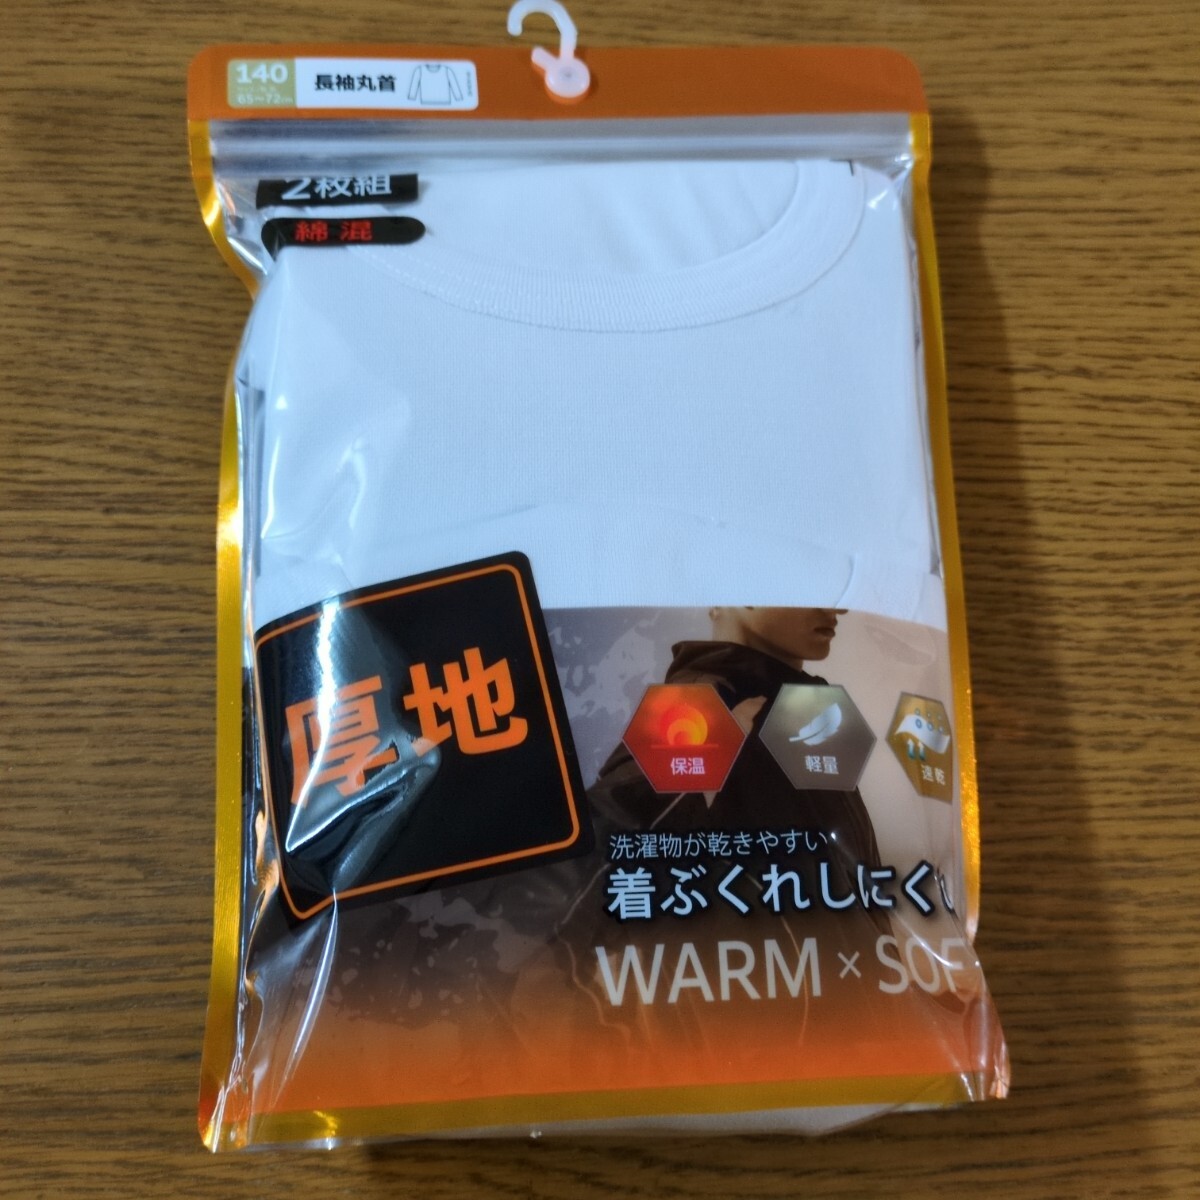 140
65~72cm
長袖丸首
2枚組
綿混
厚地
保温
軽量
速乾
洗濯物が乾きやすい
着ぶくれしにくい
WARM × SOF